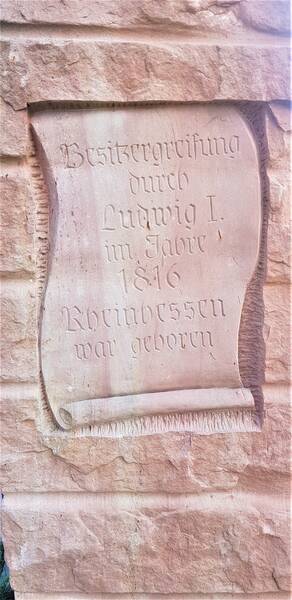 Besitzergreifung
durch
Ludwig I.
im Jahre
1816
Rheinhessen
war geboren